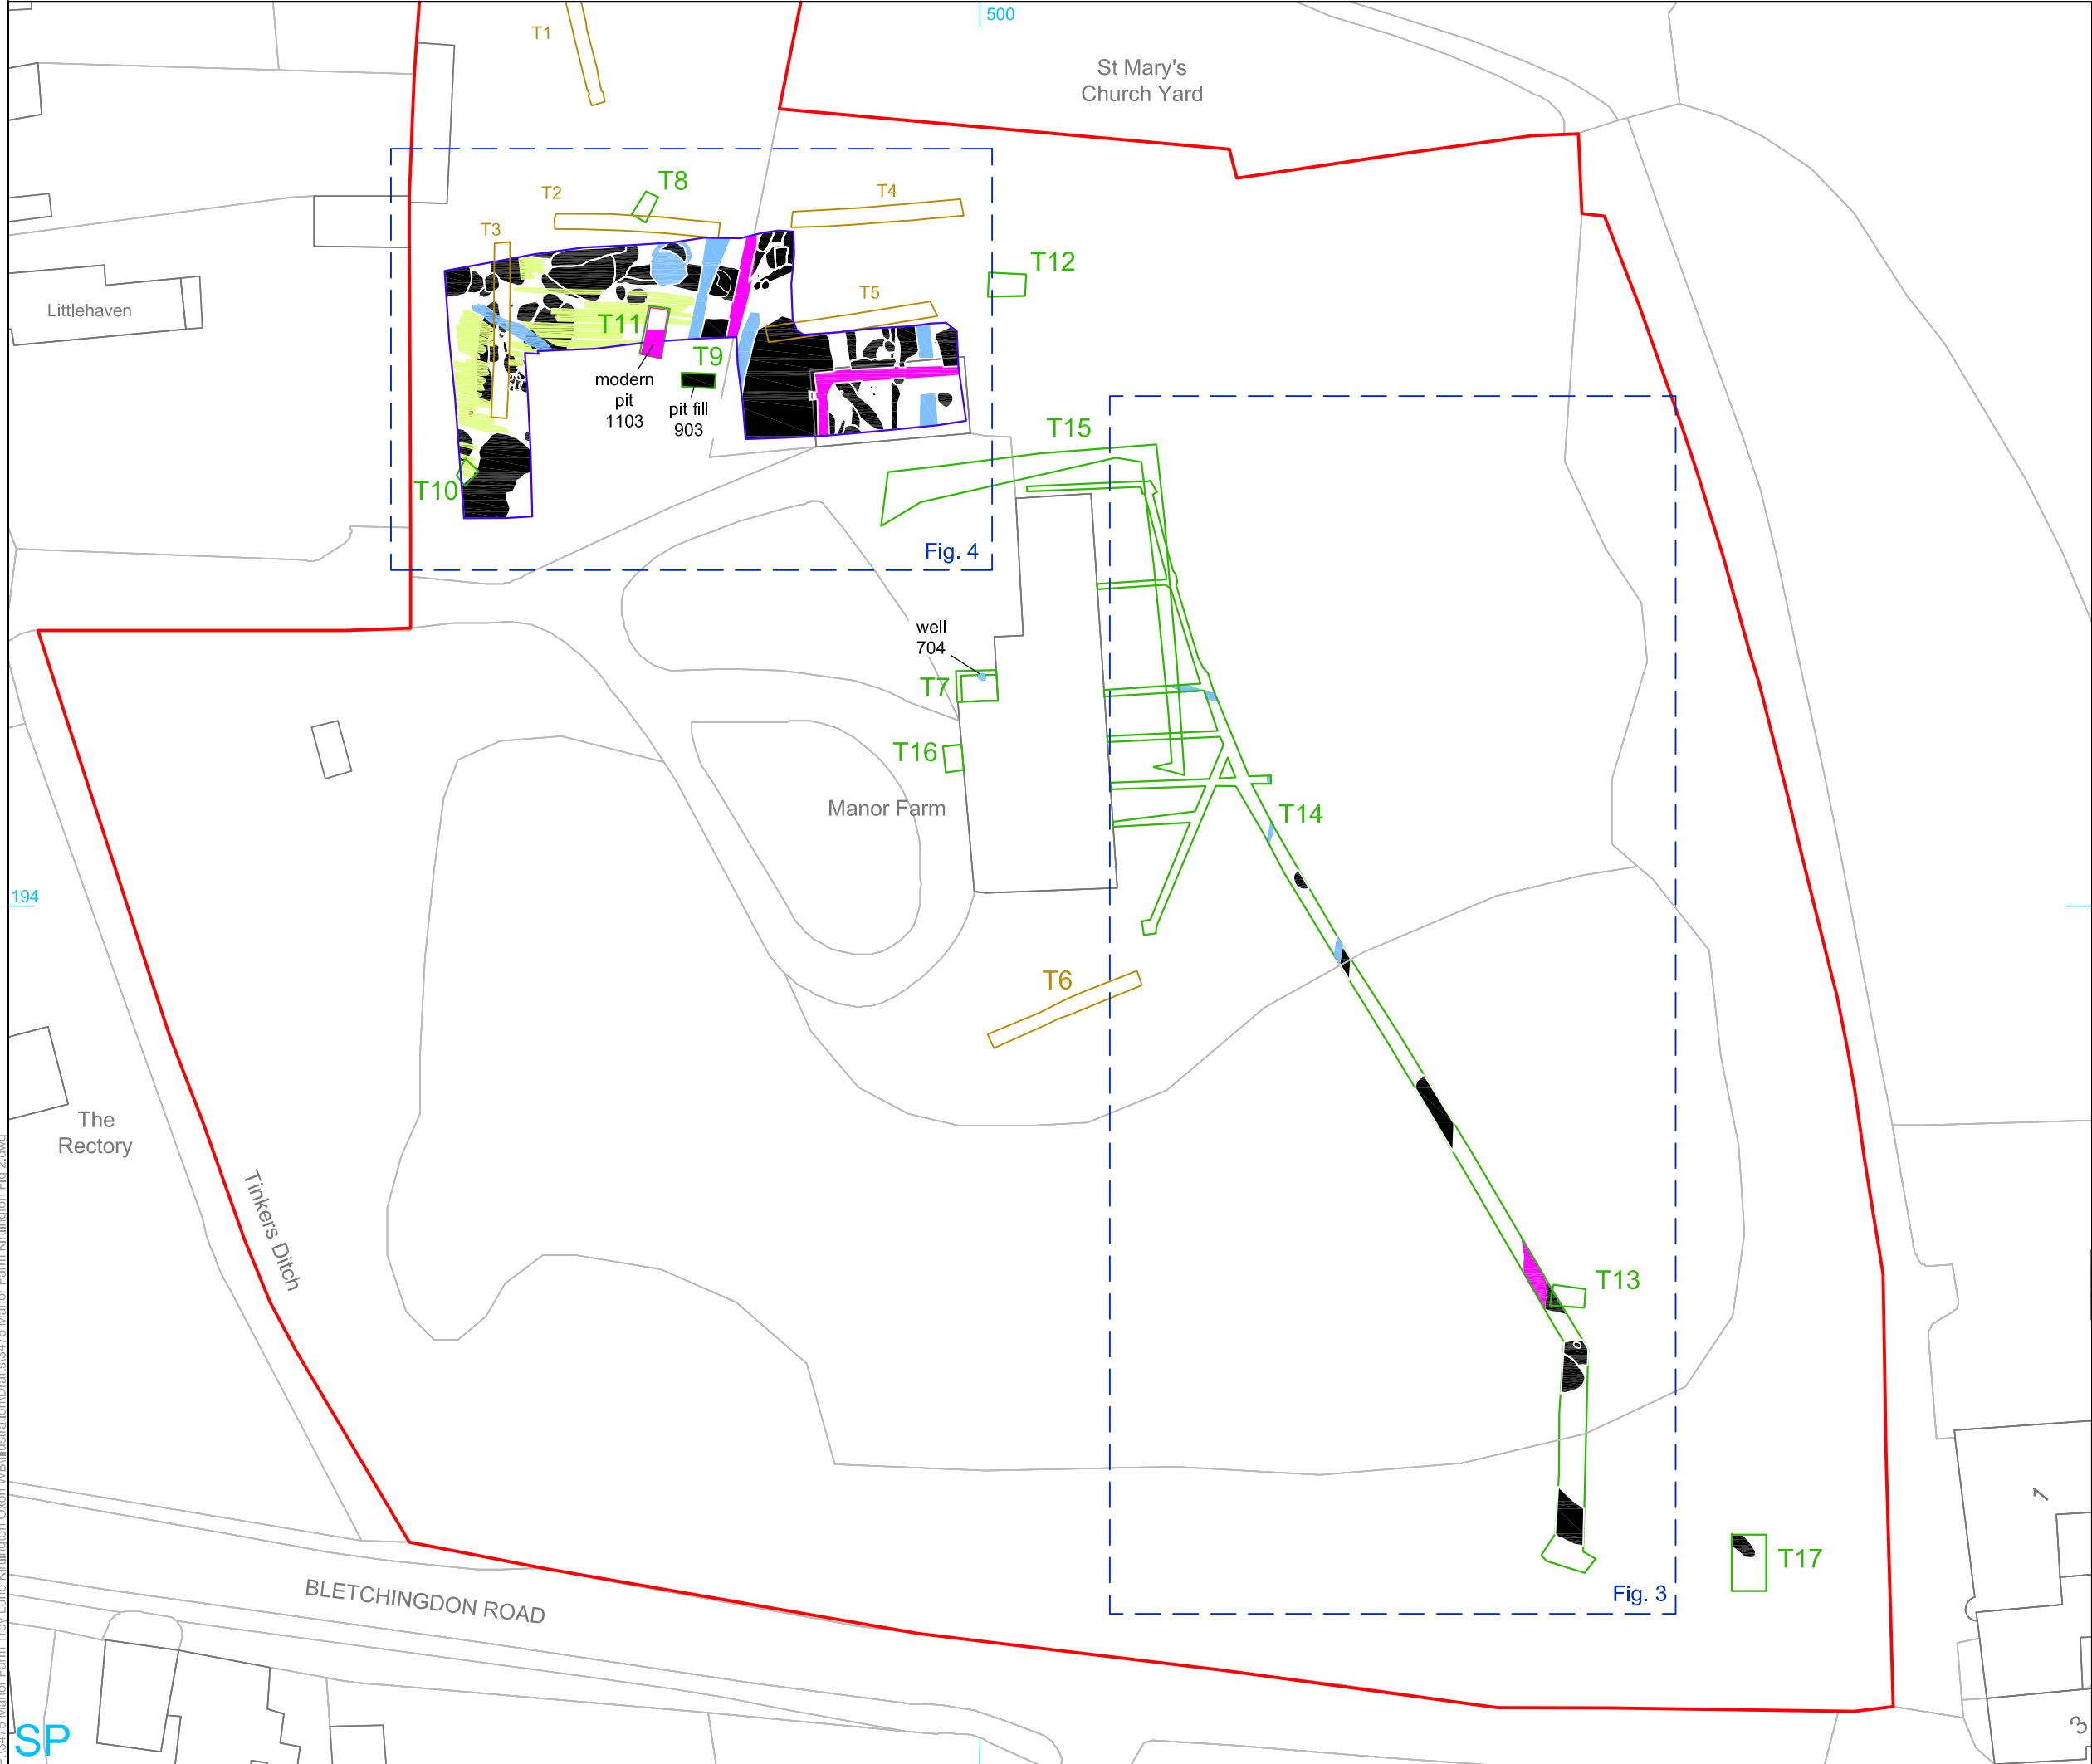 500
T1
St Mary's
Church Yard
T2
T8
T4
T3
T12
T5
Littlehaven
T11
T9
modern
pit
1103
pit fill
903
T15
T10
Fig. 4
well
704
T7
T16
Manor Farm
T14
194
T6
The
Rectory
Tinkers Ditch
T13
1
T17
Fig. 3
BLETCHINGDON ROAD
SP
3